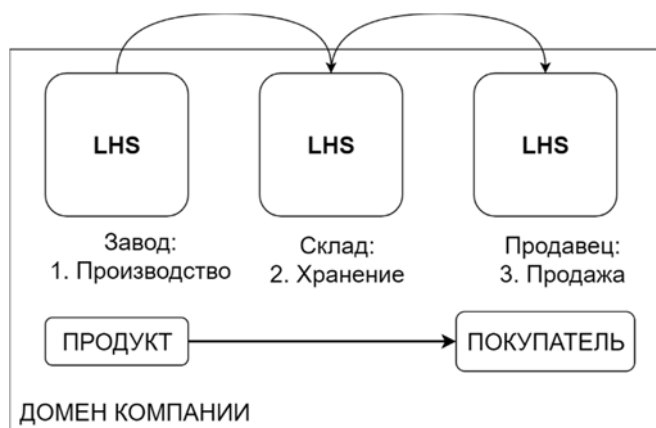 LHS
LHS
LHS
Завод:
1. Производство
Склад:
2. Хранение
Продавец:
3. Продажа
ПРОДУКТ
ПОКУПАТЕЛЬ
ДОМЕН КОМПАНИИ